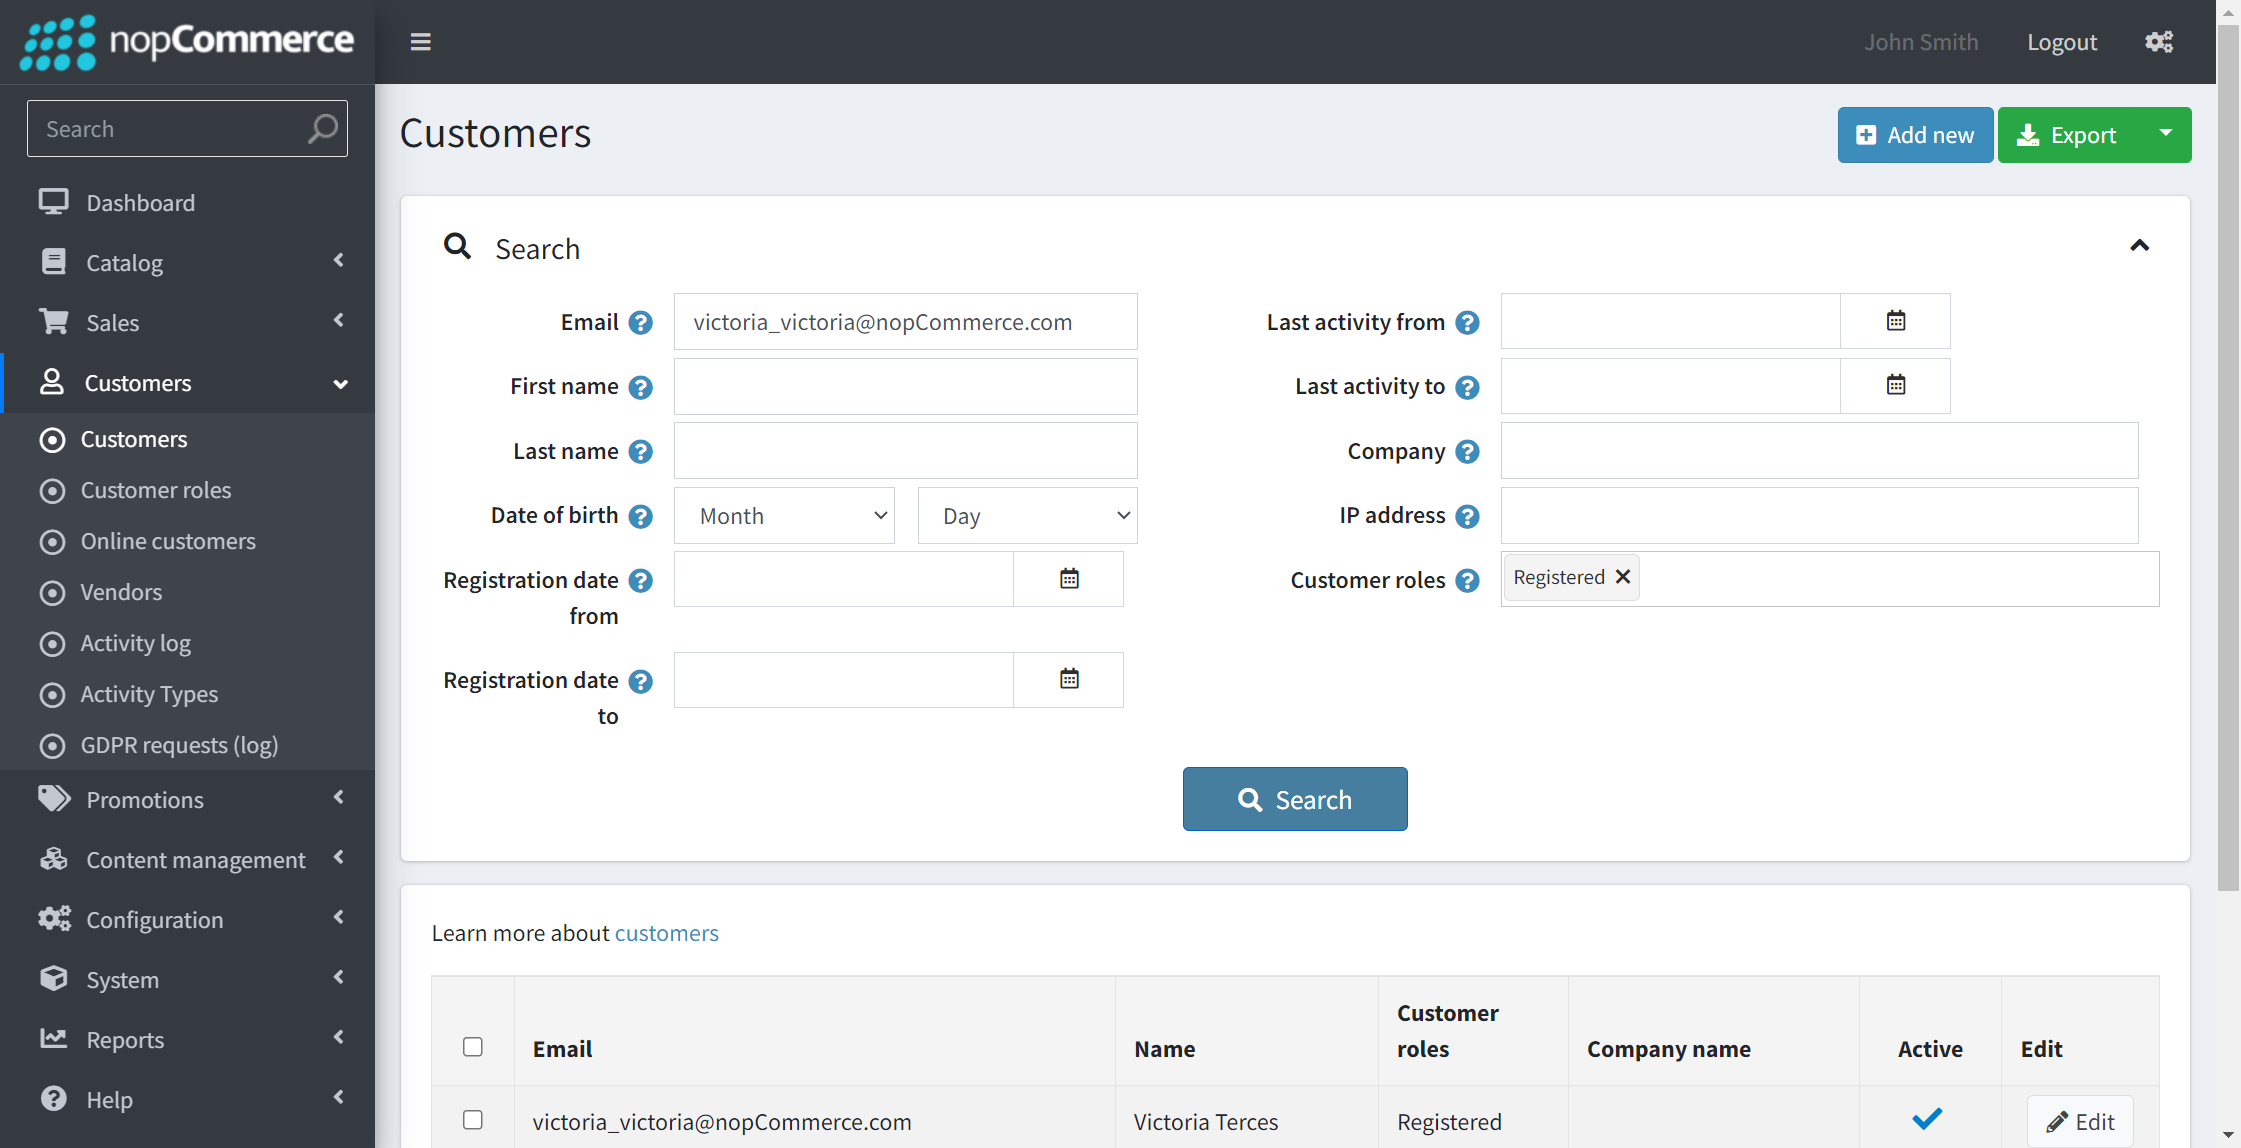 nopCommerce
John Smith
Logout
Search
Dashboard
Catalog
Sales
Customers
Customers
Customer roles
Online customers
Vendors
Activity log
Activity Types
GDPR requests (log)
Promotions
Content management
Configuration
System
Reports
Help
Customers
Add new
Export
Search
Email
victoria_victoria@nopCommerce.com
First name
Last name
Date of birth
Month
Day
Registration date
from
Registration date
to
Last activity from
Last activity to
Company
IP address
Customer roles
Registered
Search
Learn more about customers
Email
Name
Customer
roles
Company name
Active
Edit
victoria_victoria@nopCommerce.com
Victoria Terces
Registered
Edit